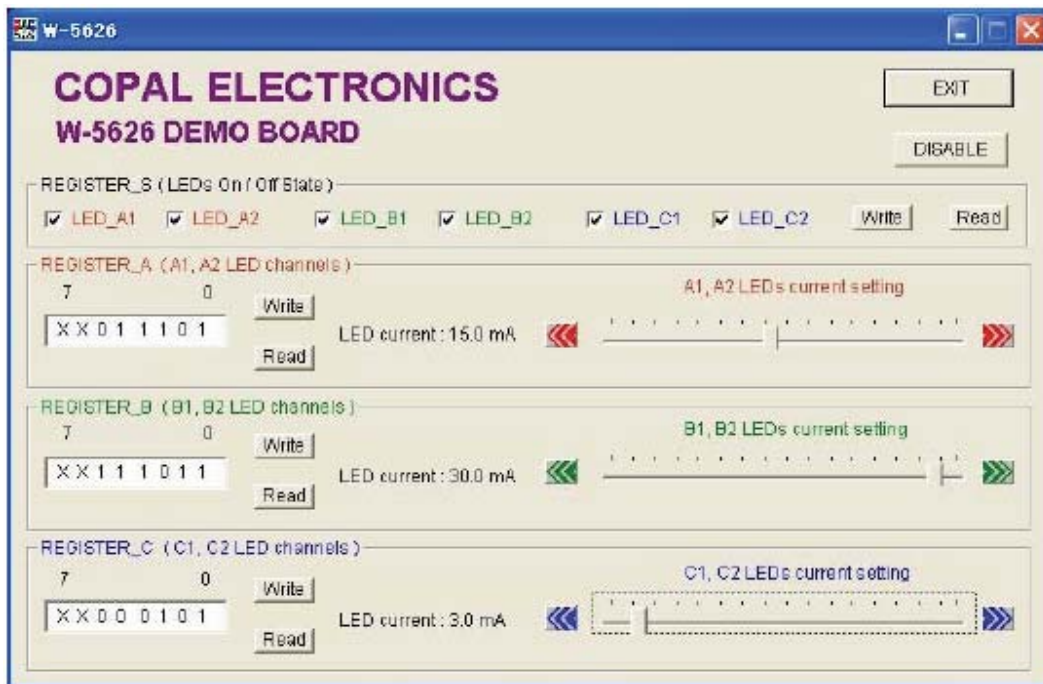 W-5626
COPAL ELECTRONICS
EXIT
W-5626 DEMO BOARD
DISABLE
REGISTER_S ( LEDs On / Off State )
LED_A1 LED_A2 LED_B1 LED_B2 LED_C1 LED_C2 Write Read
REGISTER_A ( A1, A2 LED channels )
A1, A2 LEDs current setting
7 0
Write
X X 0 1 1 1 0 1
LED current : 15.0 mA
Read
REGISTER_B ( B1, B2 LED channels )
B1, B2 LEDs current setting
7 0
Write
X X 1 1 1 0 1 1
LED current : 30.0 mA
Read
REGISTER_C ( C1, C2 LED channels )
C1, C2 LEDs current setting
7 0
Write
X X 0 0 0 1 0 1
LED current : 3.0 mA
Read